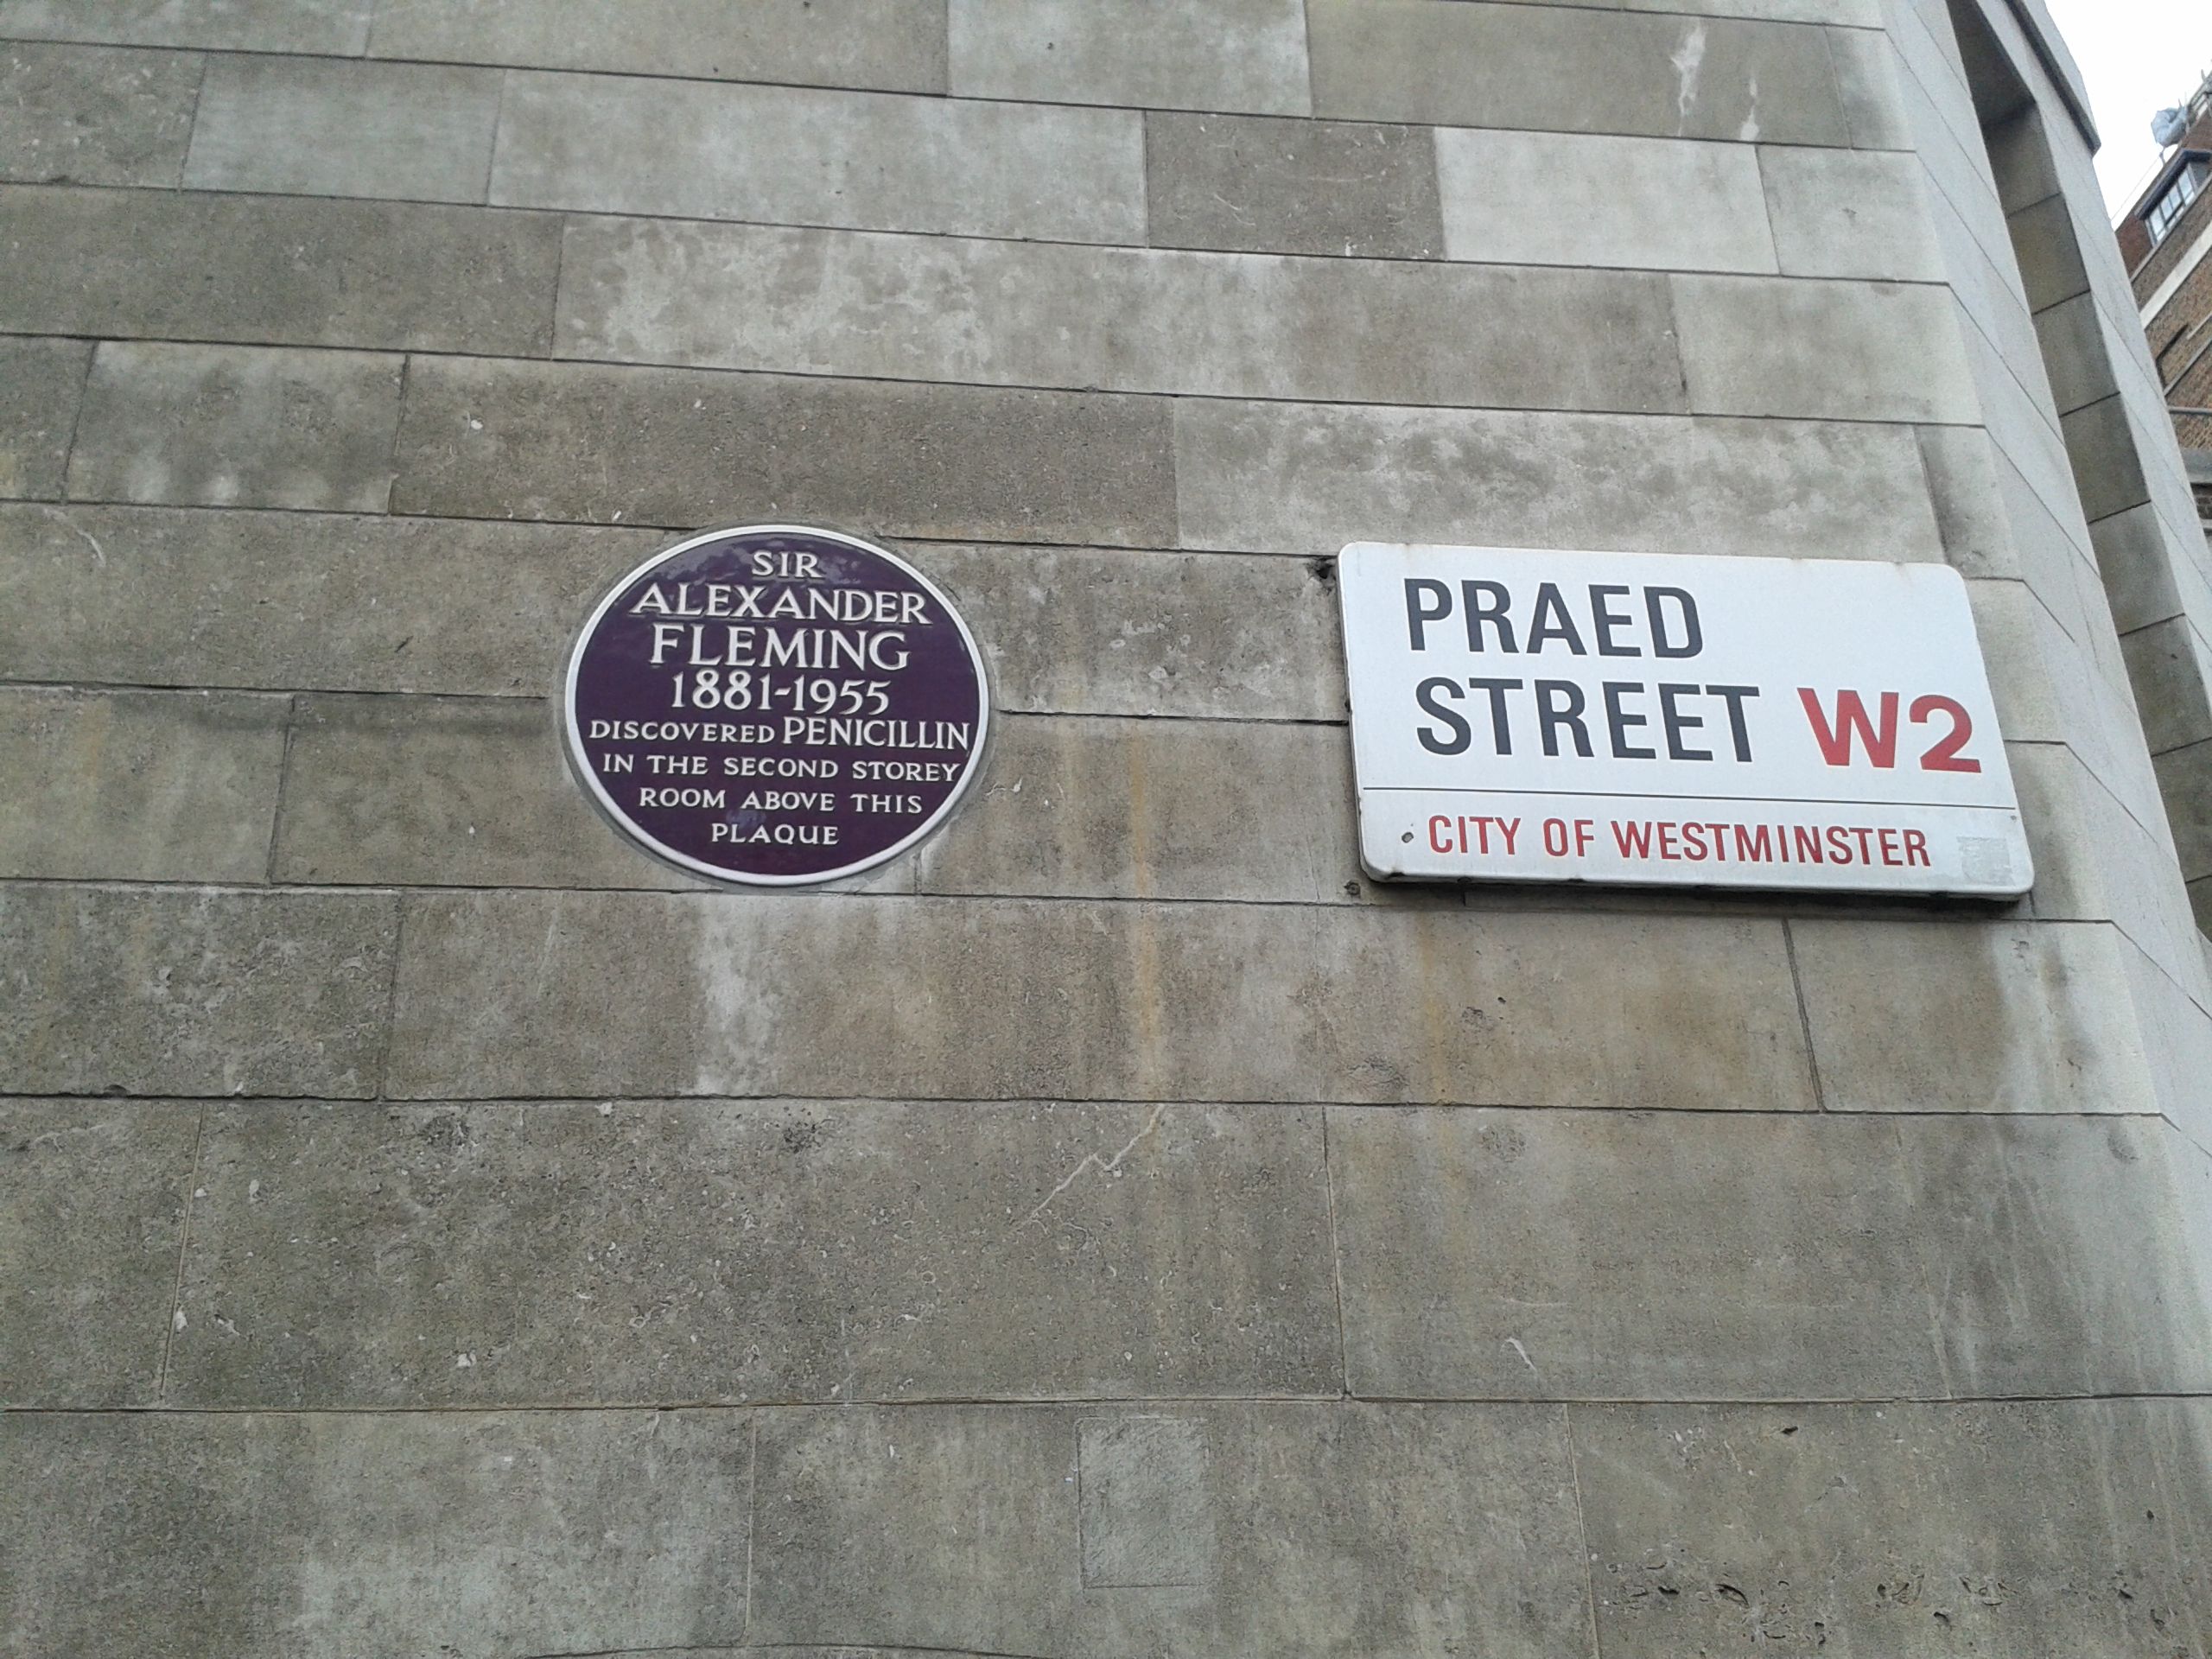 SIR
ALEXANDER
FLEMING
1881-1955
DISCOVERED PENICILLIN
IN THE SECOND STOREY
ROOM ABOVE THIS
PLAQUE
PRAED
STREET W2
CITY OF WESTMINSTER